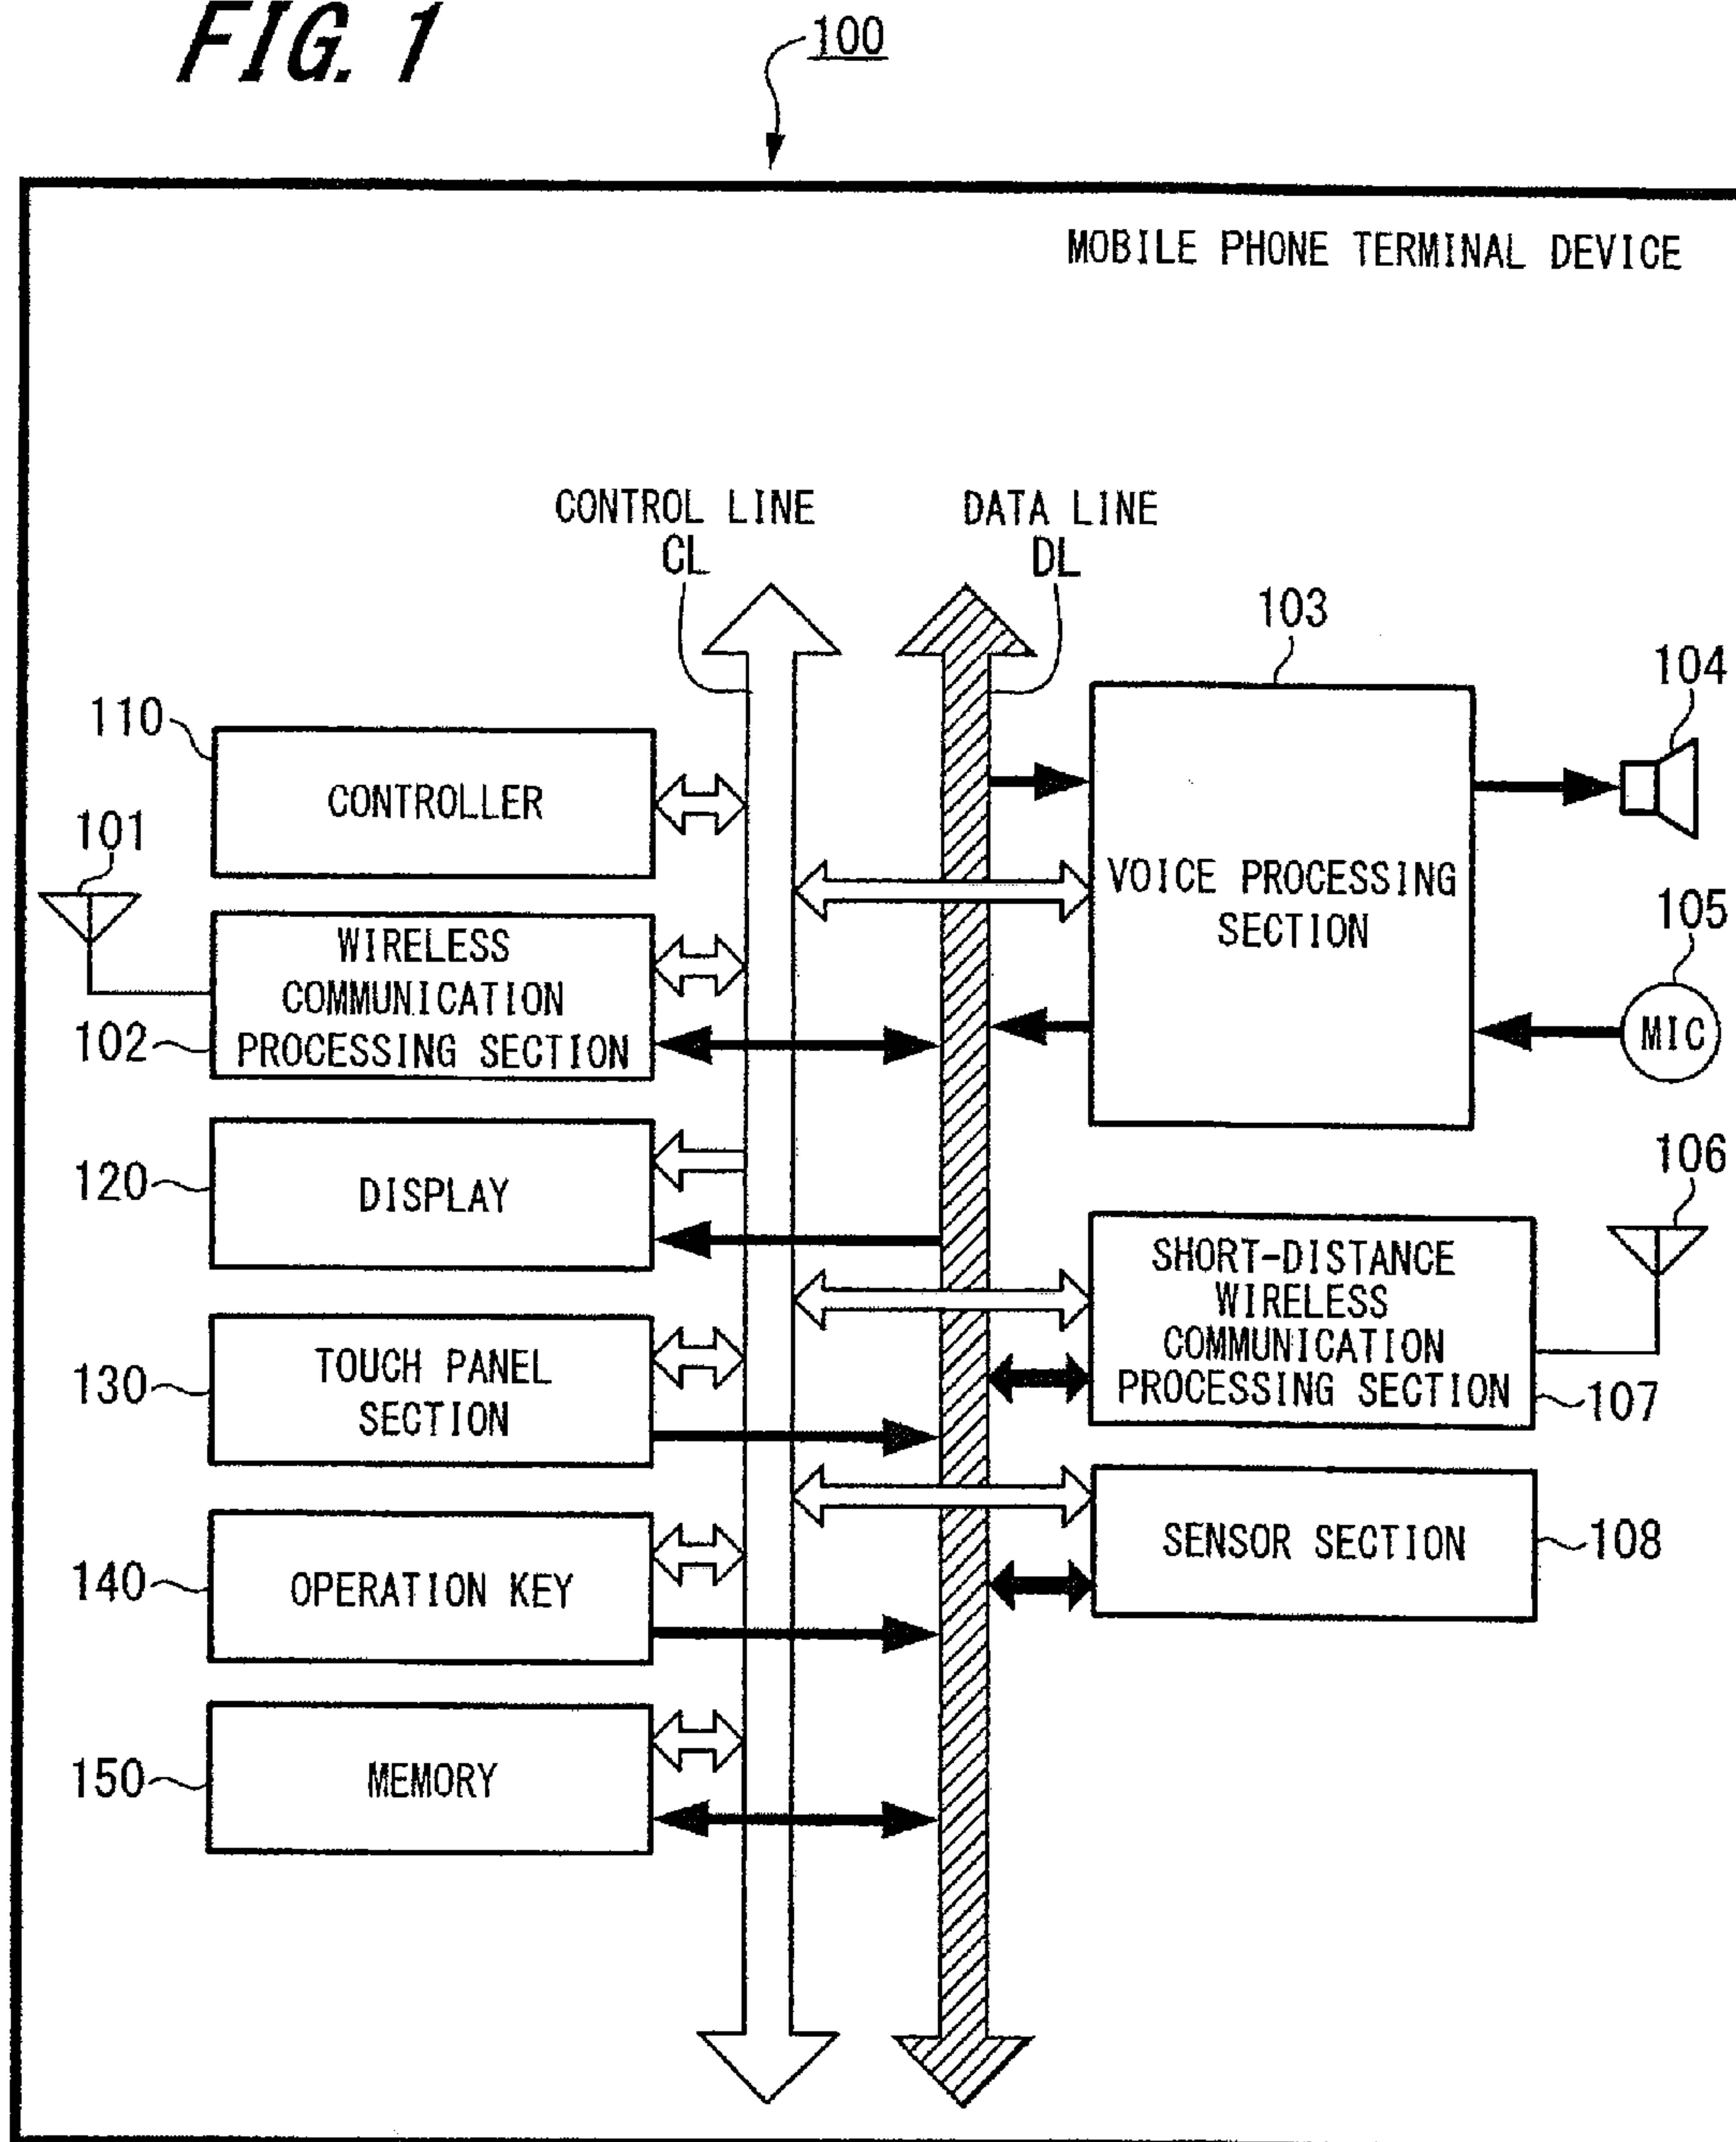 FIG. 1
100
MOBILE PHONE TERMINAL DEVICE
CONTROL LINE
CL
DATA LINE
DL
110
CONTROLLER
101
WIRELESS
COMMUNICATION
PROCESSING SECTION
102
120
DISPLAY
130
TOUCH PANEL
SECTION
140
OPERATION KEY
150
MEMORY
103
VOICE PROCESSING
SECTION
104
105
MIC
106
SHORT-DISTANCE
WIRELESS
COMMUNICATION
PROCESSING SECTION
107
SENSOR SECTION
108